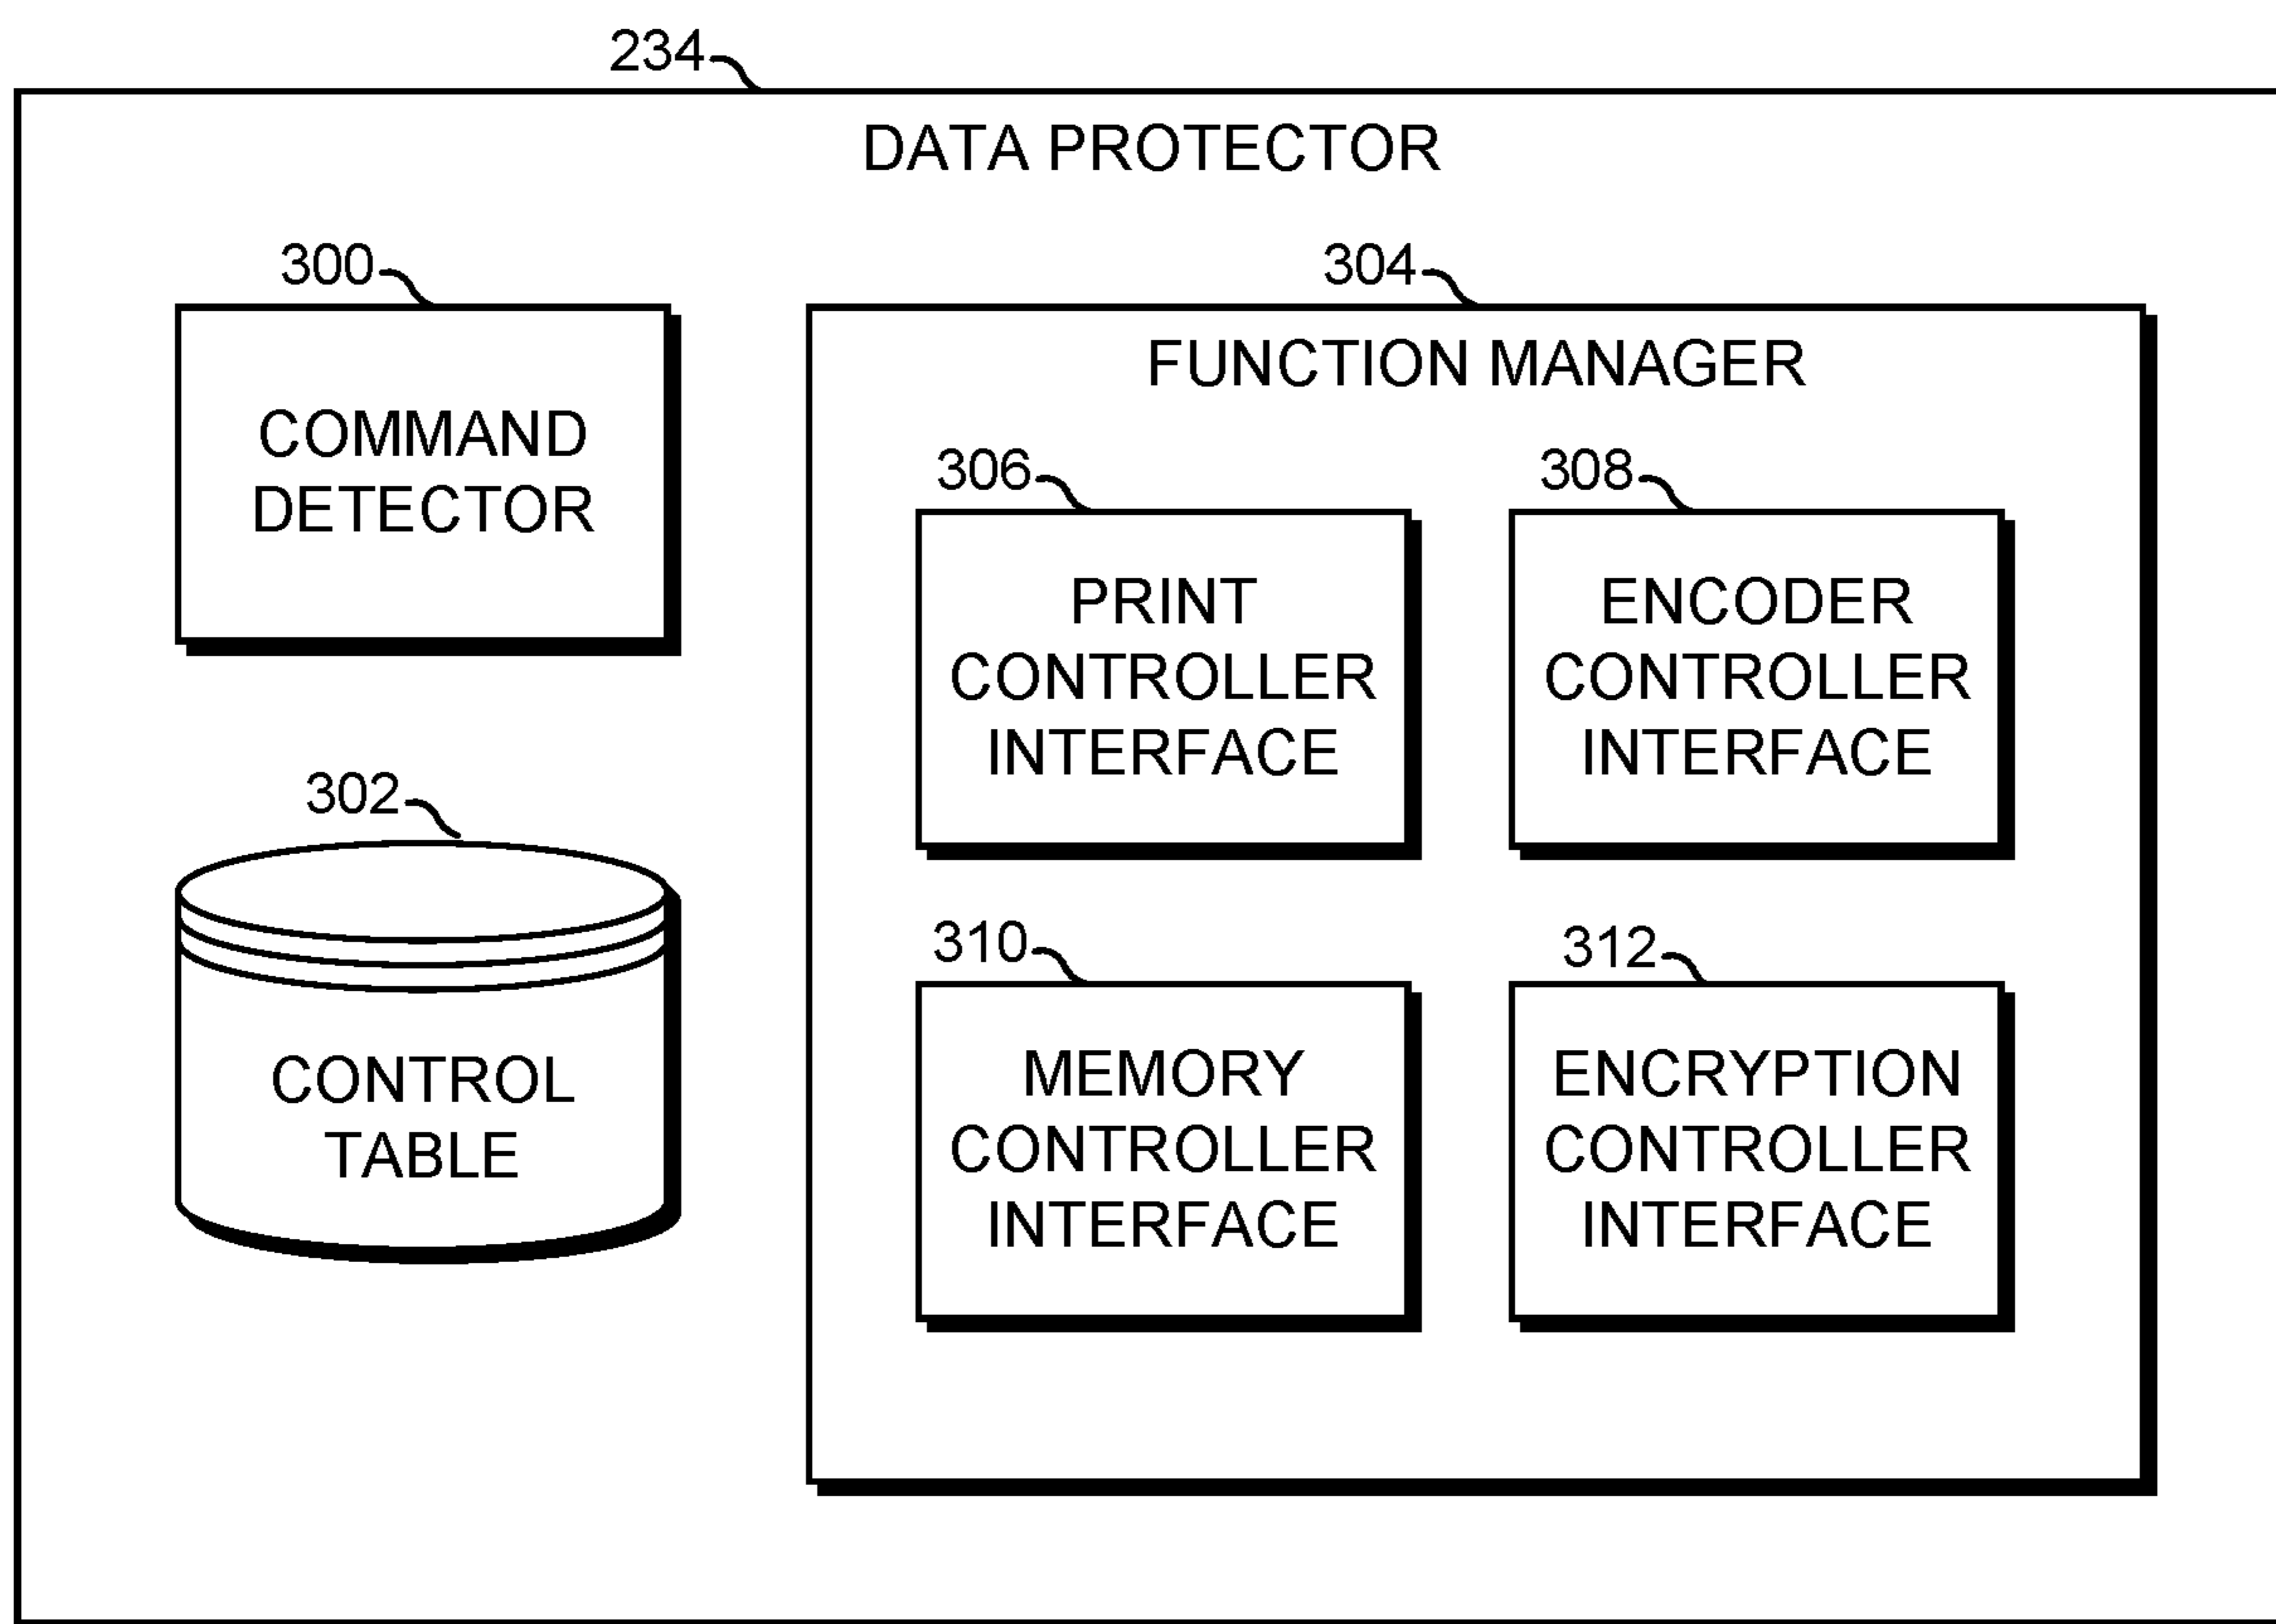 234
DATA PROTECTOR
300
COMMAND
DETECTOR
302
CONTROL
TABLE
304
FUNCTION MANAGER
306
PRINT
CONTROLLER
INTERFACE
308
ENCODER
CONTROLLER
INTERFACE
310
MEMORY
CONTROLLER
INTERFACE
312
ENCRYPTION
CONTROLLER
INTERFACE